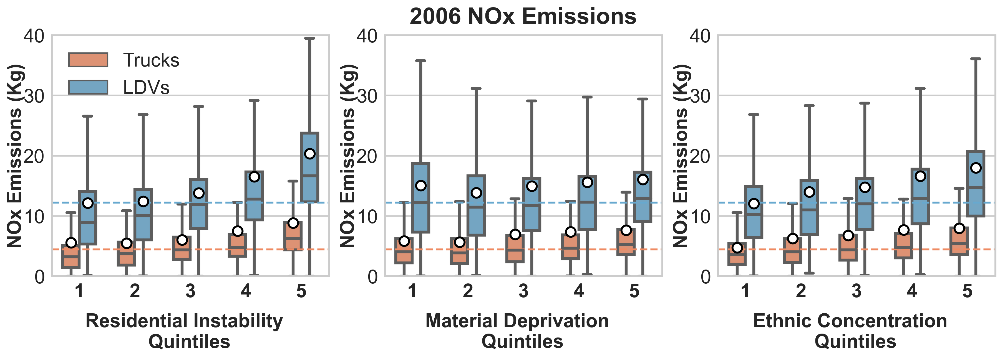 2006 NOx Emissions
NOx Emissions (Kg)
40
30
20
10
0
Trucks
LDVs
1 2 3 4 5
Residential Instability
Quintiles
NOx Emissions (Kg)
40
30
20
10
0
1 2 3 4 5
Material Deprivation
Quintiles
NOx Emissions (Kg)
40
30
20
10
0
1 2 3 4 5
Ethnic Concentration
Quintiles